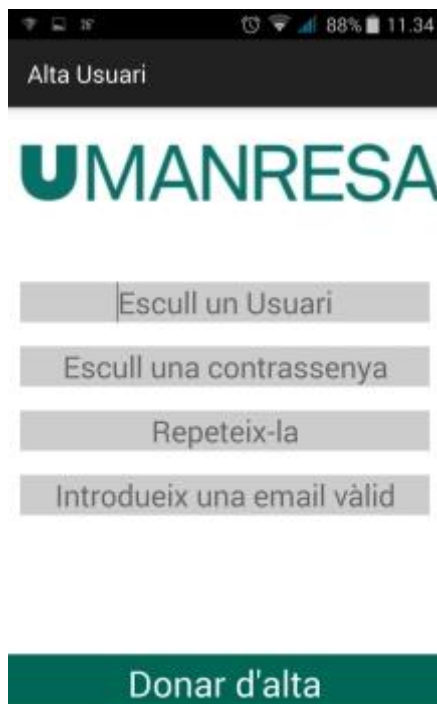 88% 11.34
Alta Usuari
UMANRESA
Escull un Usuari
Escull una contrassenya
Repeteix-la
Introdueix una email vàlid
Donar d'alta